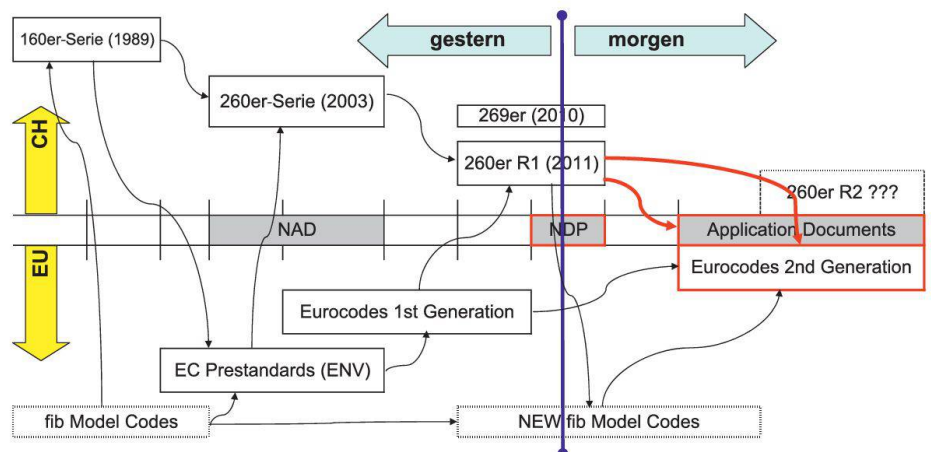 160er-Serie (1989)
gestern
morgen
260er-Serie (2003)
269er (2010)
CH
260er R1 (2011)
260er R2 ???
NAD
NDP
Application Documents
EU
Eurocodes 2nd Generation
Eurocodes 1st Generation
EC Prestandards (ENV)
fib Model Codes
NEW fib Model Codes